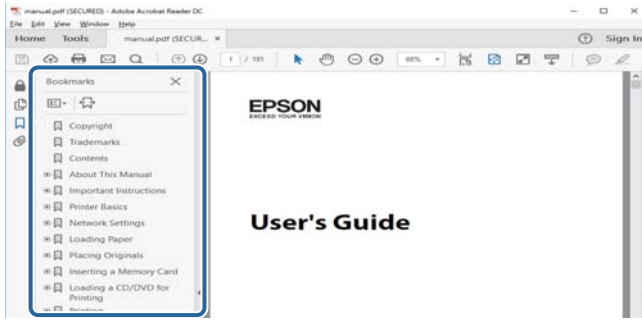 manual.pdf (SECURED) - Adobe Acrobat Reader DC
File Edit View Window Help
Home Tools manual.pdf (SECUR... × Sign In
1 / 191 68%
Bookmarks
Copyright
Trademarks
Contents
About This Manual
Important Instructions
Printer Basics
Network Settings
Loading Paper
Placing Originals
Inserting a Memory Card
Loading a CD/DVD for
Printing
Printing
EPSON
EXCEED YOUR VISION
User's Guide